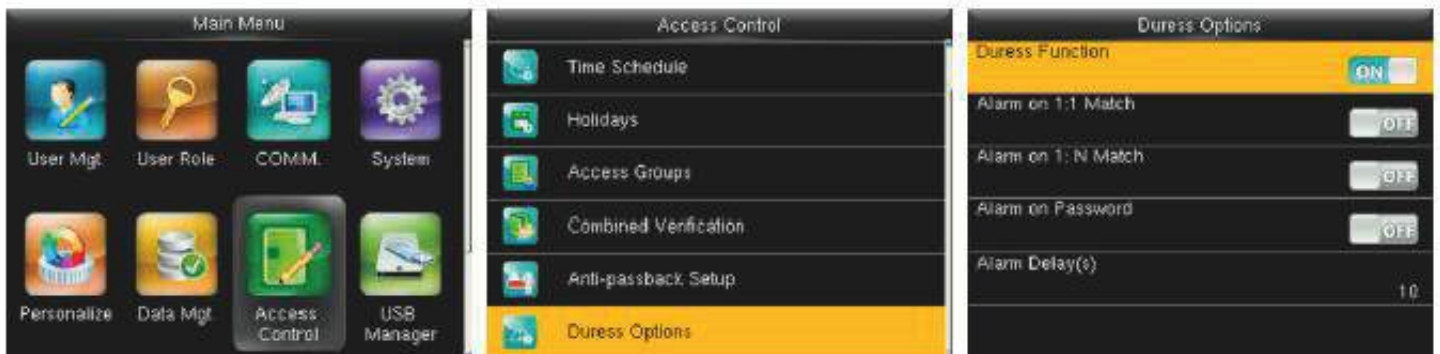 Main Menu
User Mgt.
User Role
COMM.
System
Personalize
Data Mgt.
Access Control
USB Manager
Access Control
Time Schedule
Holidays
Access Groups
Combined Verification
Anti-passback Setup
Duress Options
Duress Options
Duress Function
ON
Alarm on 1:1 Match
OFF
Alarm on 1: N Match
OFF
Alarm on Password
OFF
Alarm Delay(s)
10